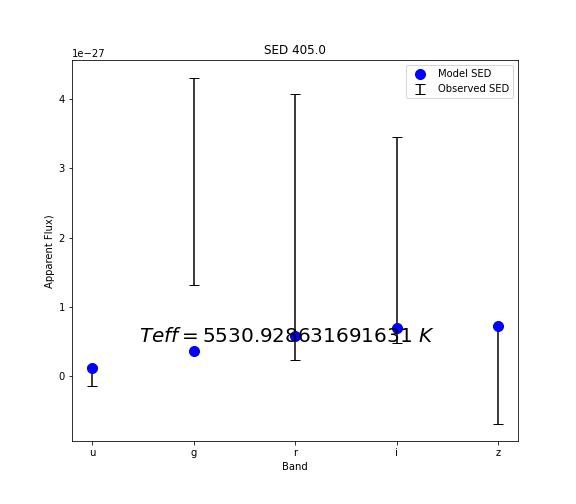 SED 405.0
1e−27
Model SED
Observed SED
4
3
2
1
0
Apparent Flux)
Teff = 5530.928631691631 K
u g r i z
Band